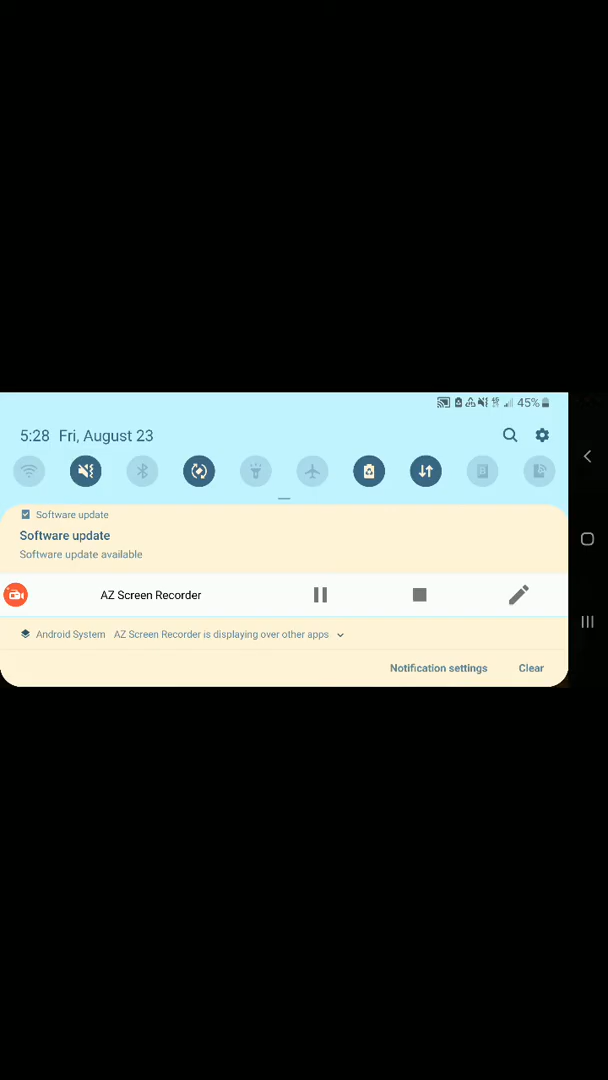 45%
5:28 Fri, August 23
Software update
Software update
Software update available
AZ Screen Recorder
Android System AZ Screen Recorder is displaying over other apps
Notification settings Clear